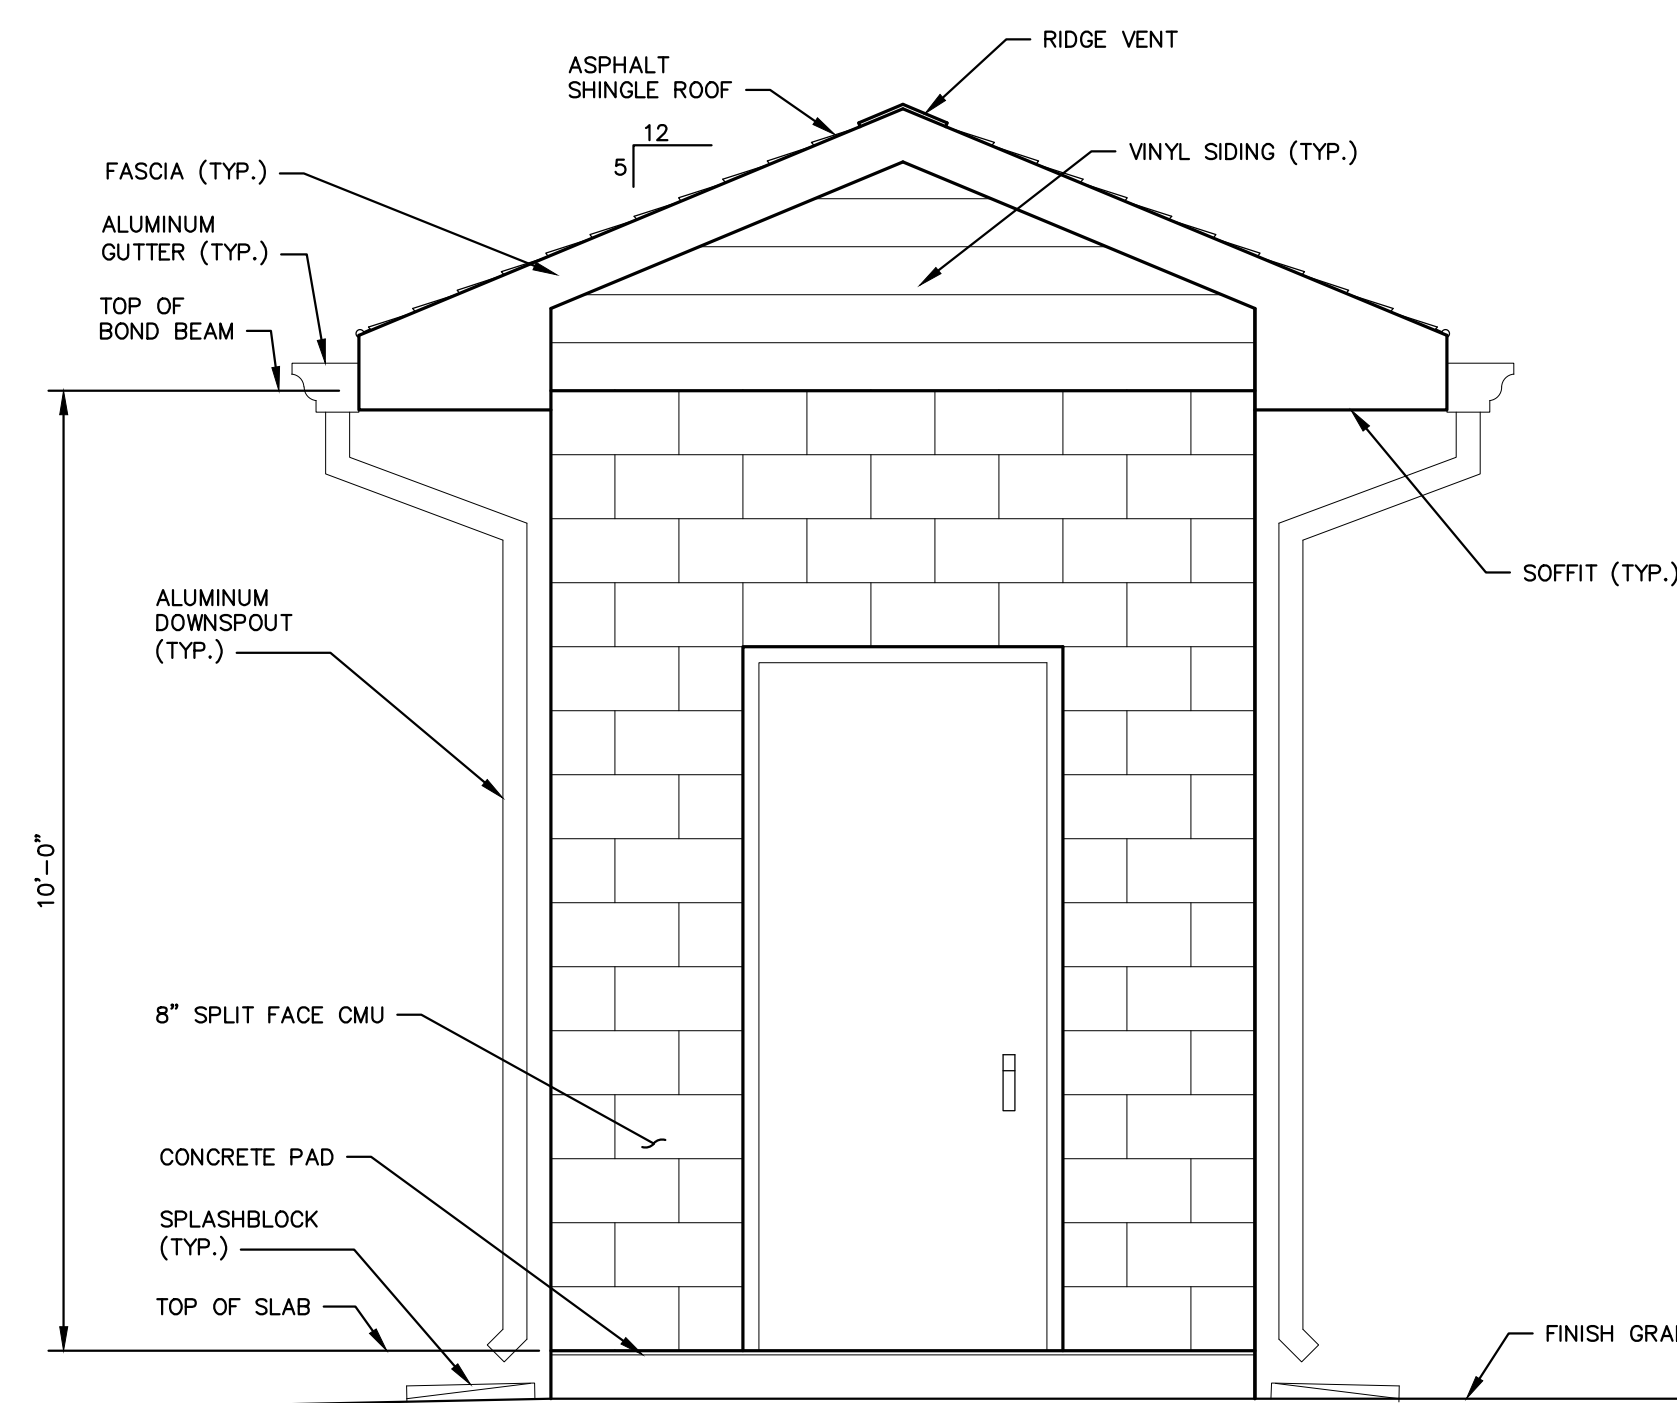 RIDGE VENT
ASPHALT
SHINGLE ROOF
12
5
VINYL SIDING (TYP.)
FASCIA (TYP.)
ALUMINUM
GUTTER (TYP.)
TOP OF
BOND BEAM
SOFFIT (TYP.)
ALUMINUM
DOWNSPOUT
(TYP.)
10'-0"
8" SPLIT FACE CMU
CONCRETE PAD
SPLASHBLOCK
(TYP.)
TOP OF SLAB
FINISH